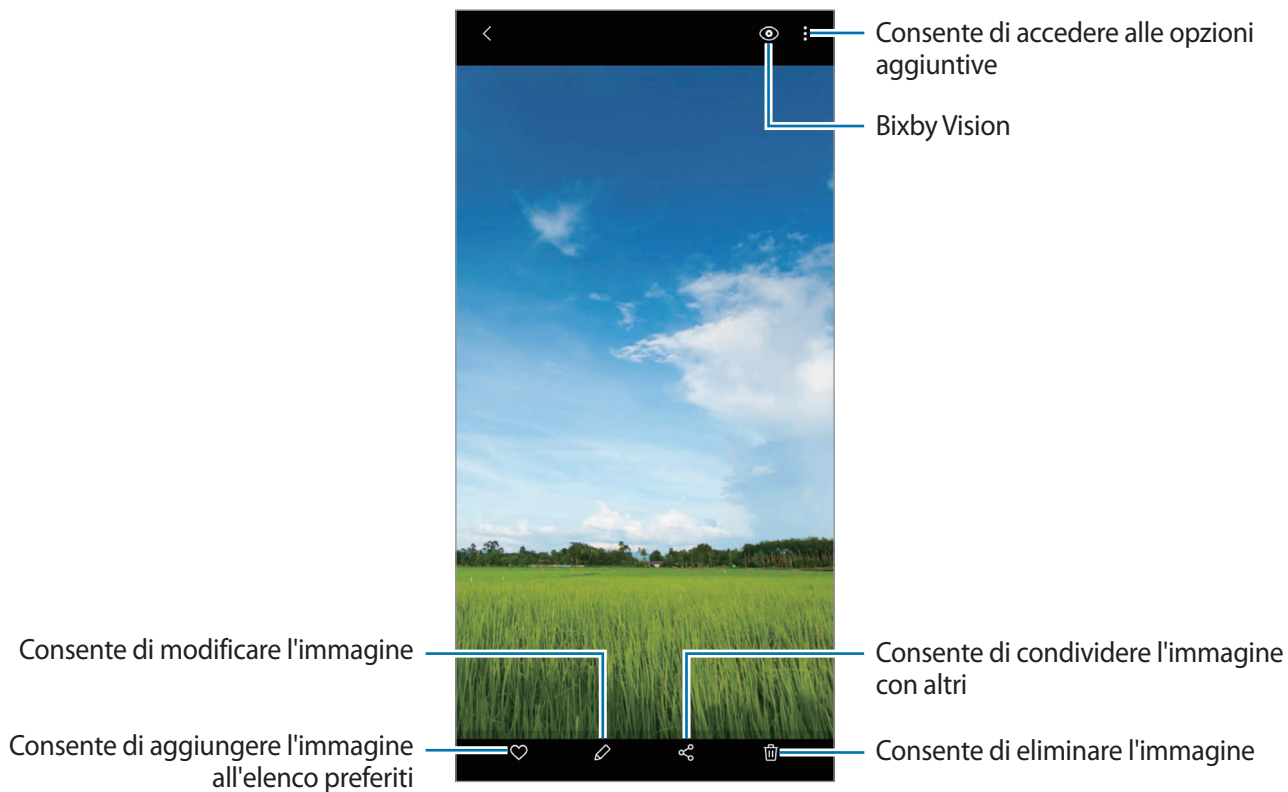 Consente di accedere alle opzioni
aggiuntive
Bixby Vision
Consente di modificare l'immagine
Consente di condividere l'immagine
con altri
Consente di aggiungere l'immagine
all'elenco preferiti
Consente di eliminare l'immagine